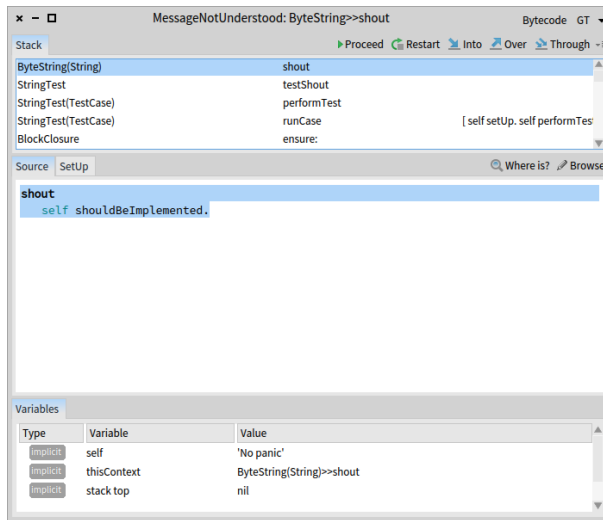 MessageNotUnderstood: ByteString>>shout Bytecode GT
Stack Proceed Restart Into Over Through
ByteString(String) shout
StringTest testShout
StringTest(TestCase) performTest
StringTest(TestCase) runCase [ self setUp. self performTes
BlockClosure ensure:
Source SetUp Where is? Browse
shout
self shouldBeImplemented.
Variables
Type Variable Value
implicit self 'No panic'
implicit thisContext ByteString(String)>>shout
implicit stack top nil